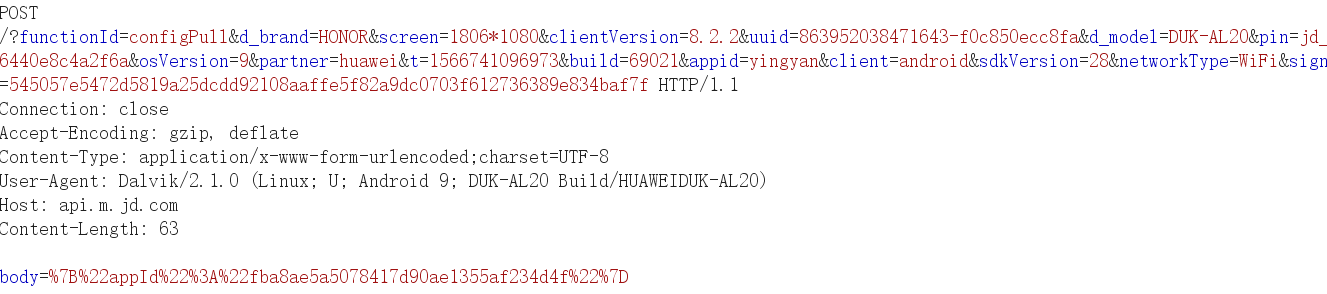 POST
/?functionId=configPull&d_brand=HONOR&screen=1806*1080&clientVersion=8.2.2&uuid=863952038471643-f0c850ecc8fa&d_model=DUK-AL20&pin=jd_
6440e8c4a2f6a&osVersion=9&partner=huawei&t=1566741096973&build=69021&appid=yingyan&client=android&sdkVersion=28&networkType=WiFi&sign
=545057e5472d5819a25dcdd92108aaffe5f82a9dc0703f612736389e834baf7f HTTP/1.1
Connection: close
Accept-Encoding: gzip, deflate
Content-Type: application/x-www-form-urlencoded;charset=UTF-8
User-Agent: Dalvik/2.1.0 (Linux; U; Android 9; DUK-AL20 Build/HUAWEIDUK-AL20)
Host: api.m.jd.com
Content-Length: 63

body=%7B%22appId%22%3A%22fba8ae5a5078417d90ae1355af234d4f%22%7D